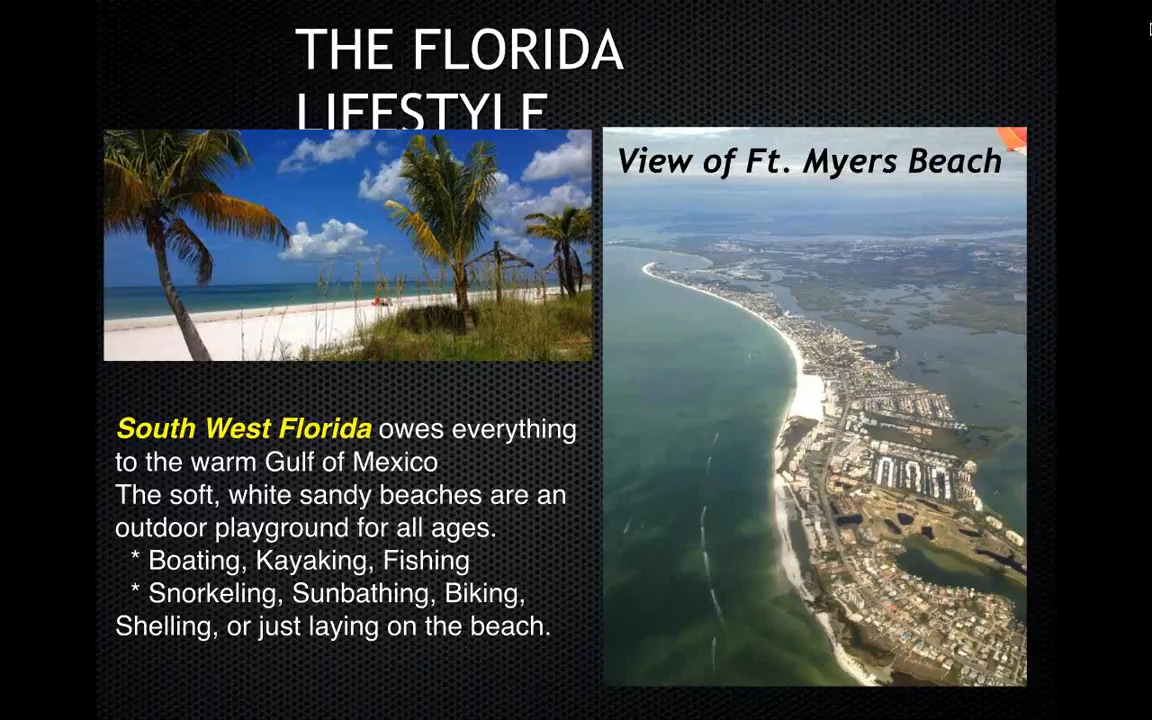 THE FLORIDA
LIFESTYLE
View of Ft. Myers Beach
South West Florida owes everything
to the warm Gulf of Mexico
The soft, white sandy beaches are an
outdoor playground for all ages.
* Boating, Kayaking, Fishing
* Snorkeling, Sunbathing, Biking,
Shelling, or just laying on the beach.